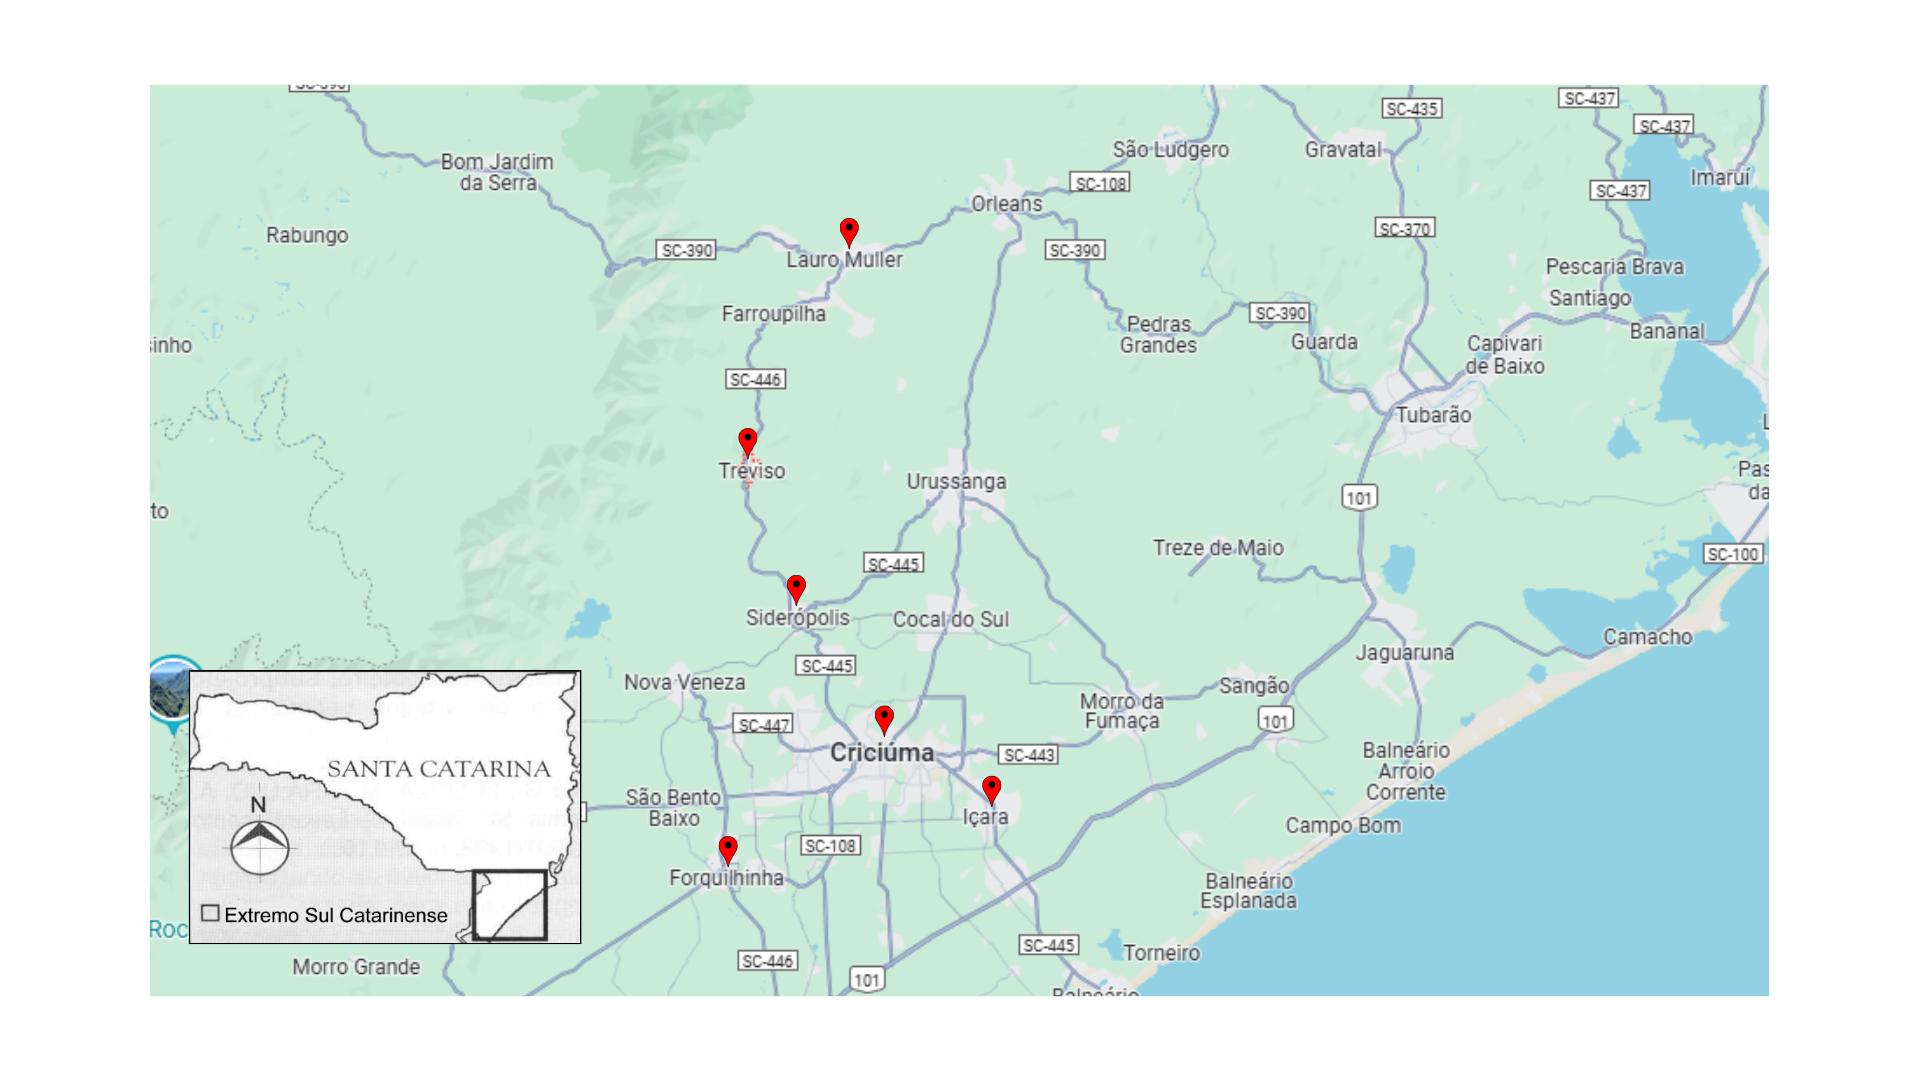 SC-390
SC-435
SC-437
SC-437
São Ludgero
Gravatal
Bom Jardim
da Serra
SC-108
SC-437
Imaruí
Orleans
Rabungo
SC-370
SC-390
SC-390
Lauro Muller
Pescaria Brava
Santiago
Farroupilha
SC-390
Pedras
Grandes
Guarda
Bananal
Capivari
de Baixo
sinho
SC-446
Tubarão
Treviso
Urussanga
Pas
da
101
to
Treze de Maio
SC-100
SC-445
Siderópolis
Cocal do Sul
Camacho
Jaguaruna
SC-445
Nova Veneza
Sangão
Morro da
Fumaça
SC-447
101
Criciúma
SC-443
Balneário
Arroio
Corrente
SANTA CATARINA
São Bento
Baixo
Içara
Campo Bom
N
SC-108
Forquilhinha
Balneário
Esplanada
Extremo Sul Catarinense
Roc
SC-446
SC-445
Torneiro
Morro Grande
101
Balneário